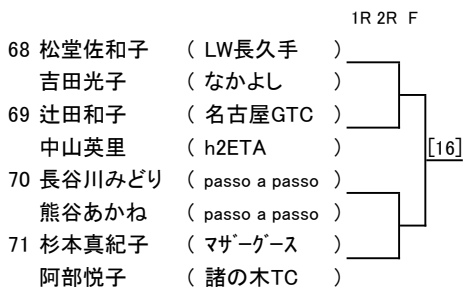 1R 2R F
68 松堂佐和子 ( LW長久手 )
吉田光子 ( なかよし )
69 辻田和子 ( 名古屋GTC )
中山英里 ( h2ETA )
[16]
70 長谷川みどり ( passo a passo )
熊谷あかね ( passo a passo )
71 杉本真紀子 ( マザーグース )
阿部悦子 ( 諸の木TC )